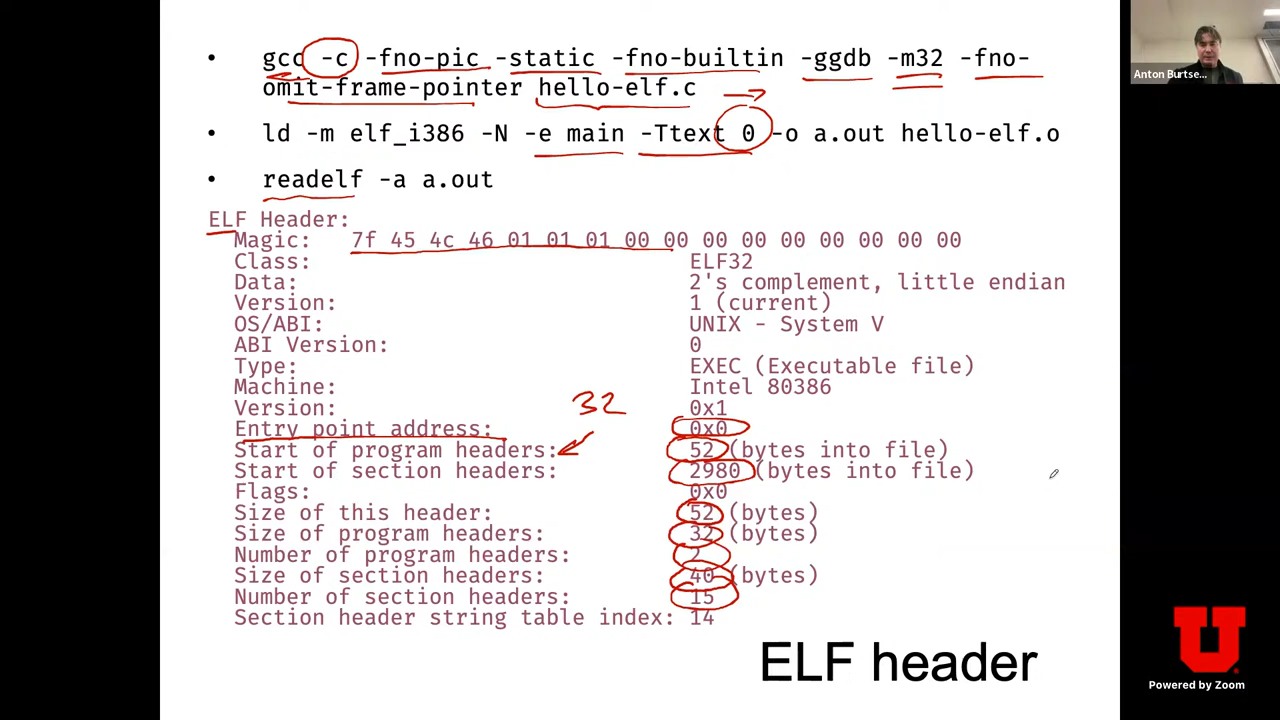 • gcc -c -fno-pic -static -fno-builtin -ggdb -m32 -fno-
omit-frame-pointer hello-elf.c
• ld -m elf_i386 -N -e main -Ttext 0 -o a.out hello-elf.o
• readelf -a a.out
ELF Header:
Magic: 7f 45 4c 46 01 01 01 00 00 00 00 00 00 00 00 00
Class: ELF32
Data: 2's complement, little endian
Version: 1 (current)
OS/ABI: UNIX - System V
ABI Version: 0
Type: EXEC (Executable file)
Machine: Intel 80386
32
Version: 0x1
Entry point address: 0x0
Start of program headers: 52 (bytes into file)
Start of section headers: 2980 (bytes into file)
Flags: 0x0
Size of this header: 52 (bytes)
Size of program headers: 32 (bytes)
Number of program headers: 2
Size of section headers: 40 (bytes)
Number of section headers: 15
Section header string table index: 14
ELF header
Anton Burtse...
U
Powered by Zoom